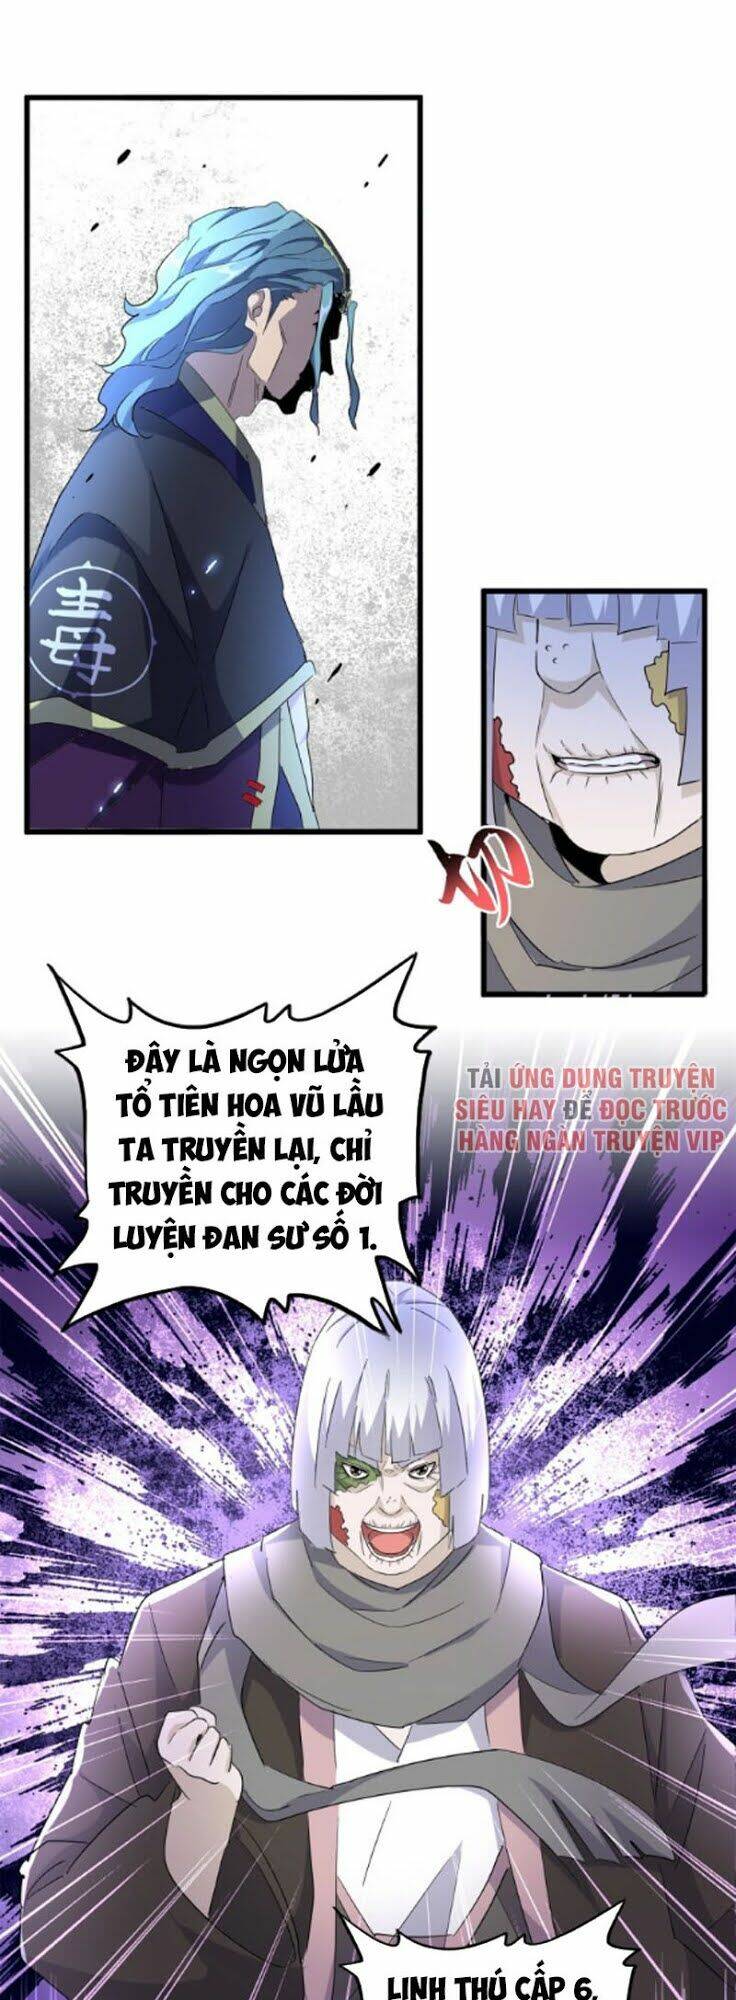 毒
切
ĐÂY LÀ NGỌN LỬA
TỔ TIÊN HOA VŨ LẦU
TA TRUYỀN LẠI, CHỈ
TRUYỀN CHO CÁC ĐỜI
LUYỆN ĐAN SƯ SỐ 1.
TẢI ỨNG DỤNG TRUYỆN
SIÊU HAY ĐỂ ĐỌC TRƯỚC
HÀNG NGÀN TRUYỆN VIP
LINH THÚ CẤP 6,